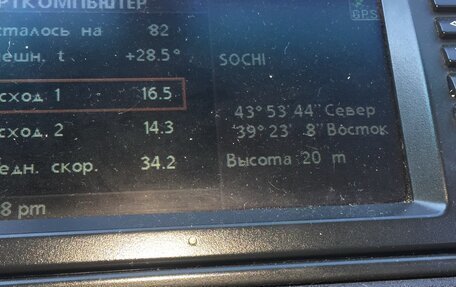 РТКОМПЬЮТЕР
GPS
сталось на 82
ешн. t +28.5°
SOCHI
сход 1 16.5
43° 53' 44" Север
сход 2 14.3
39° 23' 8" Восток
едн. скор. 34.2
Высота 20 m
8 pm